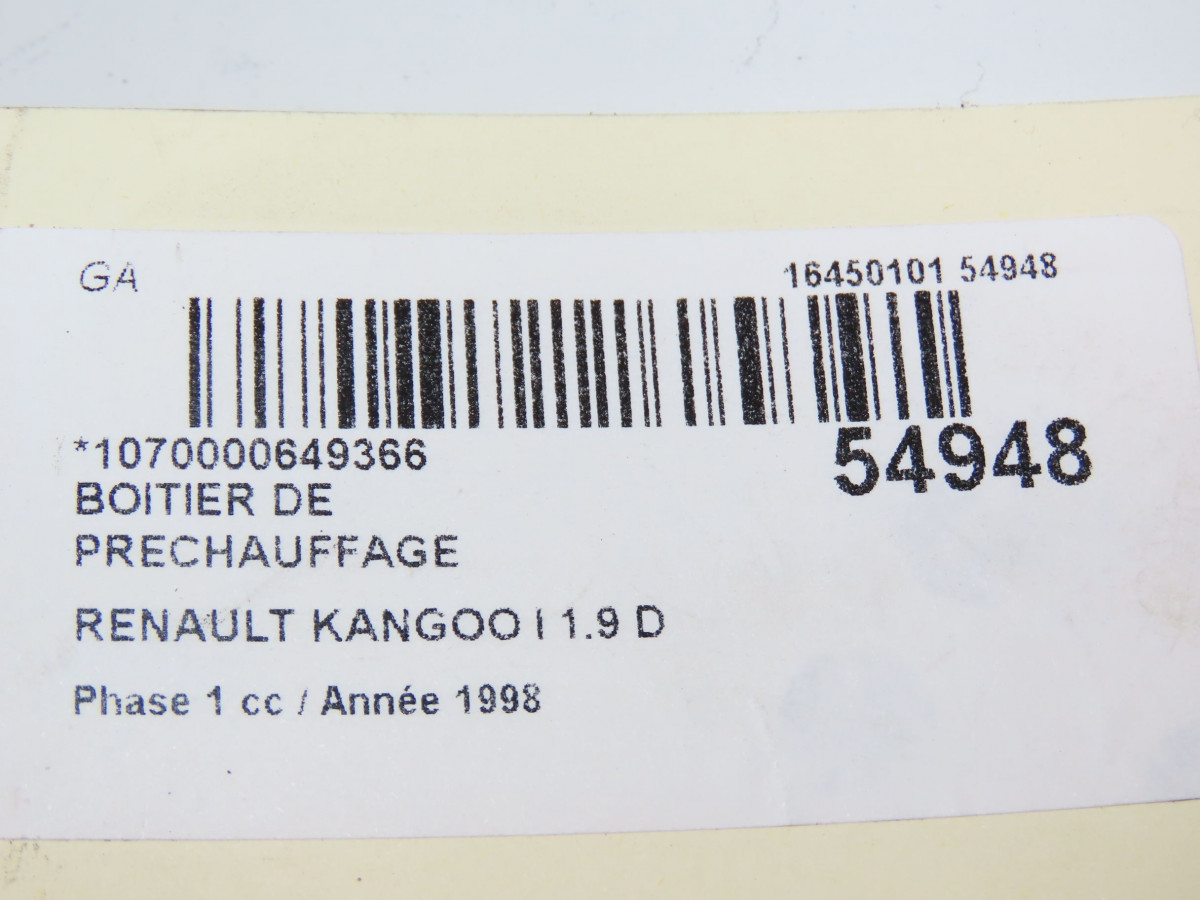 GA
16450101 54948
*1070000649366
54948
BOITIER DE
PRECHAUFFAGE
RENAULT KANGOO I 1.9 D
Phase 1 cc / Année 1998